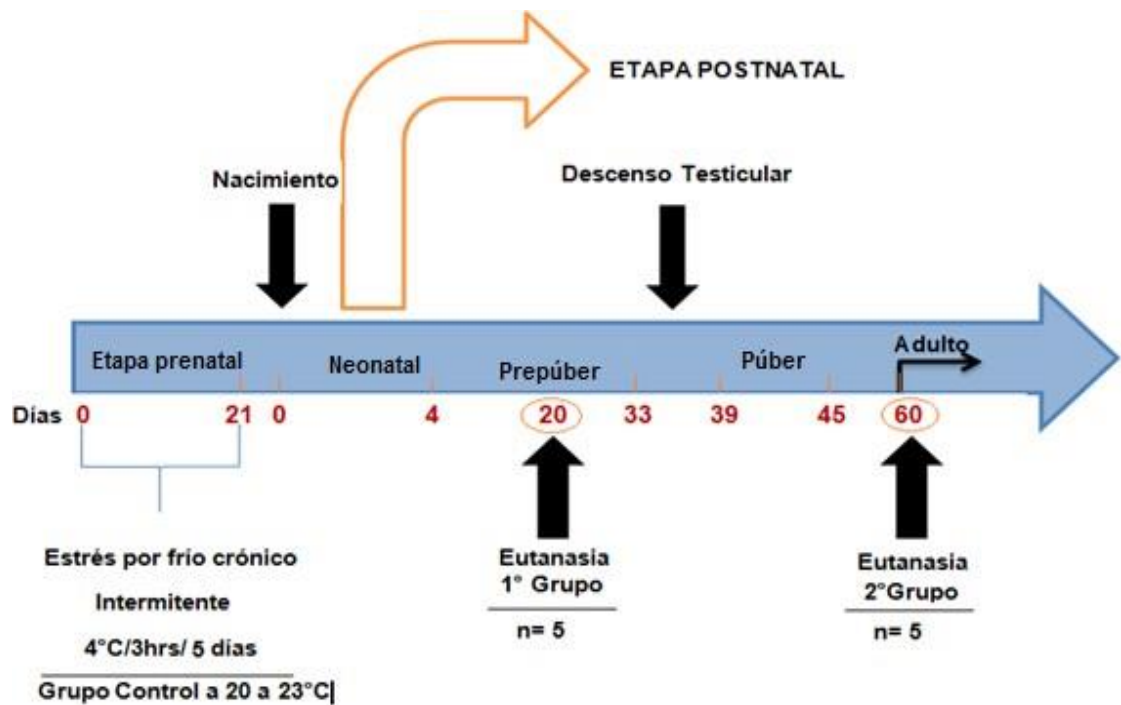 ETAPA POSTNATAL
Nacimiento
Descenso Testicular
Etapa prenatal
Neonatal
Prepúber
Púber
Adulto
Días 0 21 0 4 20 33 39 45 60
Estrés por frío crónico
Intermitente
4°C/3hrs/ 5 días
Grupo Control a 20 a 23°C
Eutanasia
1° Grupo
n= 5
Eutanasia
2°Grupo
n= 5